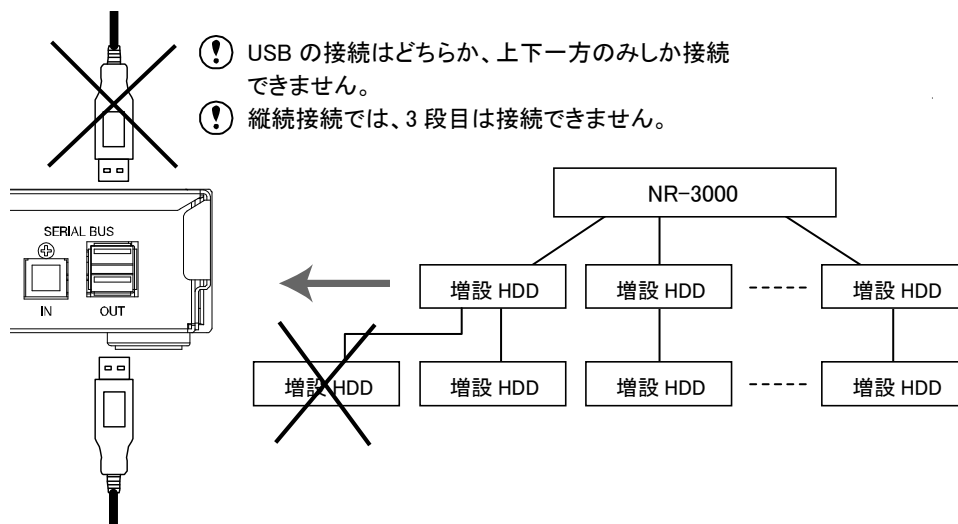 USB の接続はどちらか、上下一方のみしか接続
できません。
縦続接続では、3 段目は接続できません。
NR-3000
SERIAL BUS
IN
OUT
増設 HDD
増設 HDD
増設 HDD
増設 HDD
増設 HDD
増設 HDD
増設 HDD